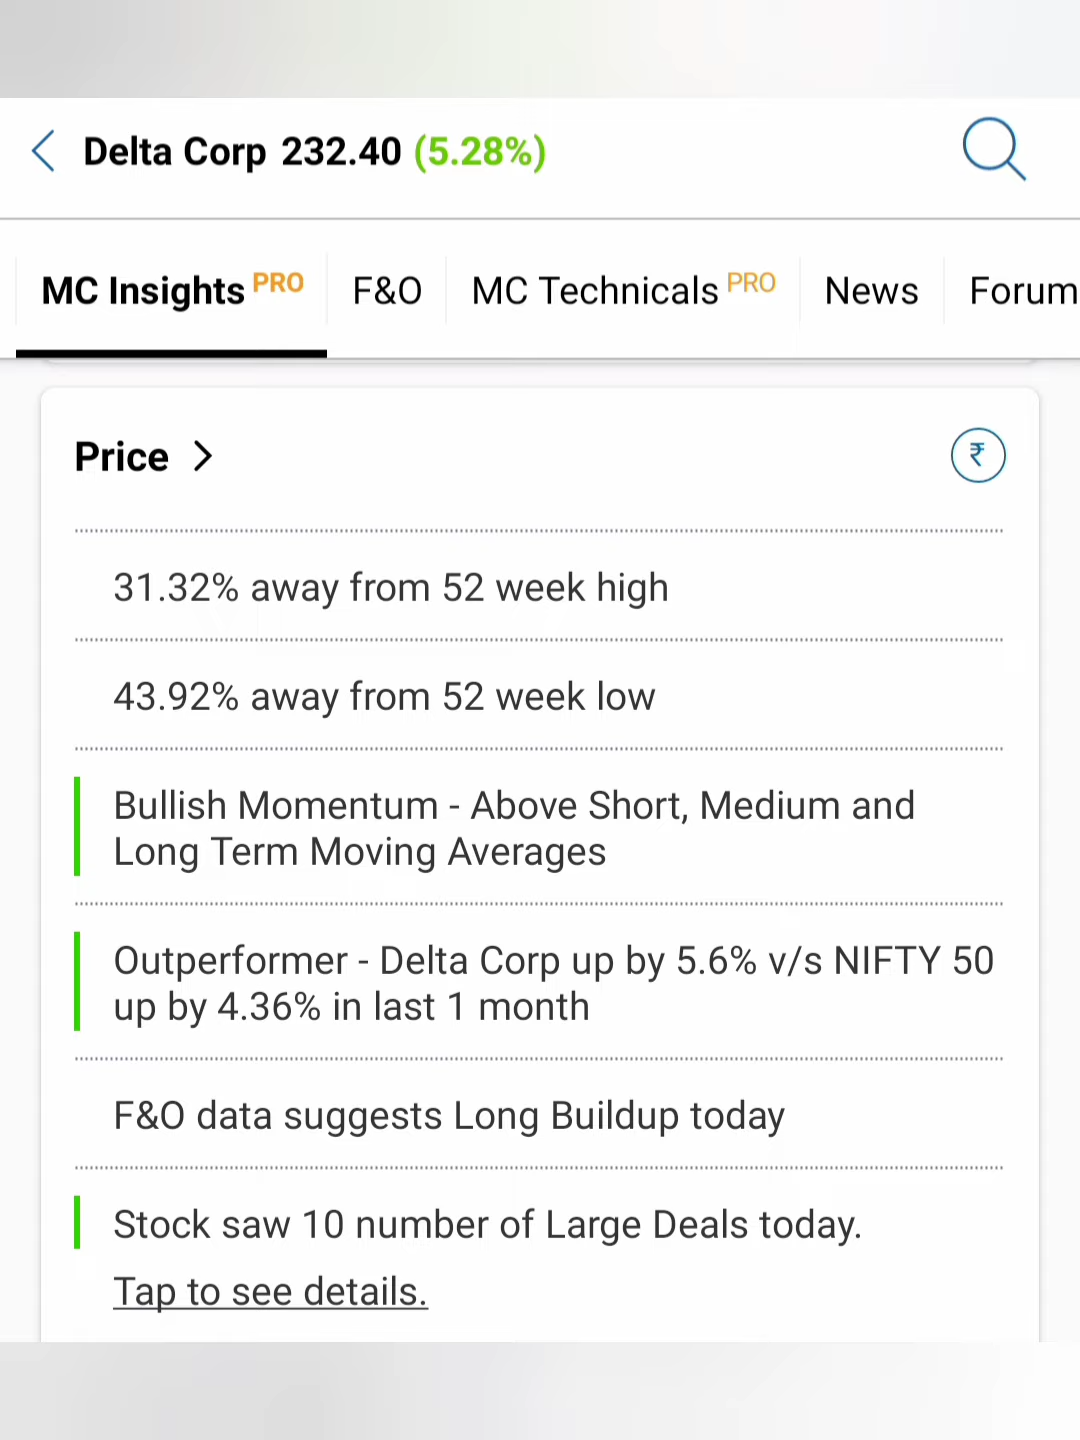 Delta Corp 232.40 (5.28%)
MC Insights PRO F&O MC Technicals PRO News Forum
Price >
₹
31.32% away from 52 week high
43.92% away from 52 week low
Bullish Momentum - Above Short, Medium and
Long Term Moving Averages
Outperformer - Delta Corp up by 5.6% v/s NIFTY 50
up by 4.36% in last 1 month
F&O data suggests Long Buildup today
Stock saw 10 number of Large Deals today.
Tap to see details.